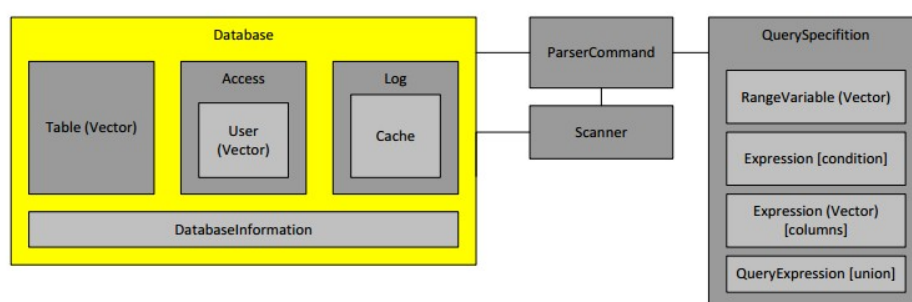 Database
Table (Vector)
Access
User
(Vector)
Log
Cache
DatabaseInformation
ParserCommand
Scanner
QuerySpecifition
RangeVariable (Vector)
Expression [condition]
Expression (Vector)
[columns]
QueryExpression [union]